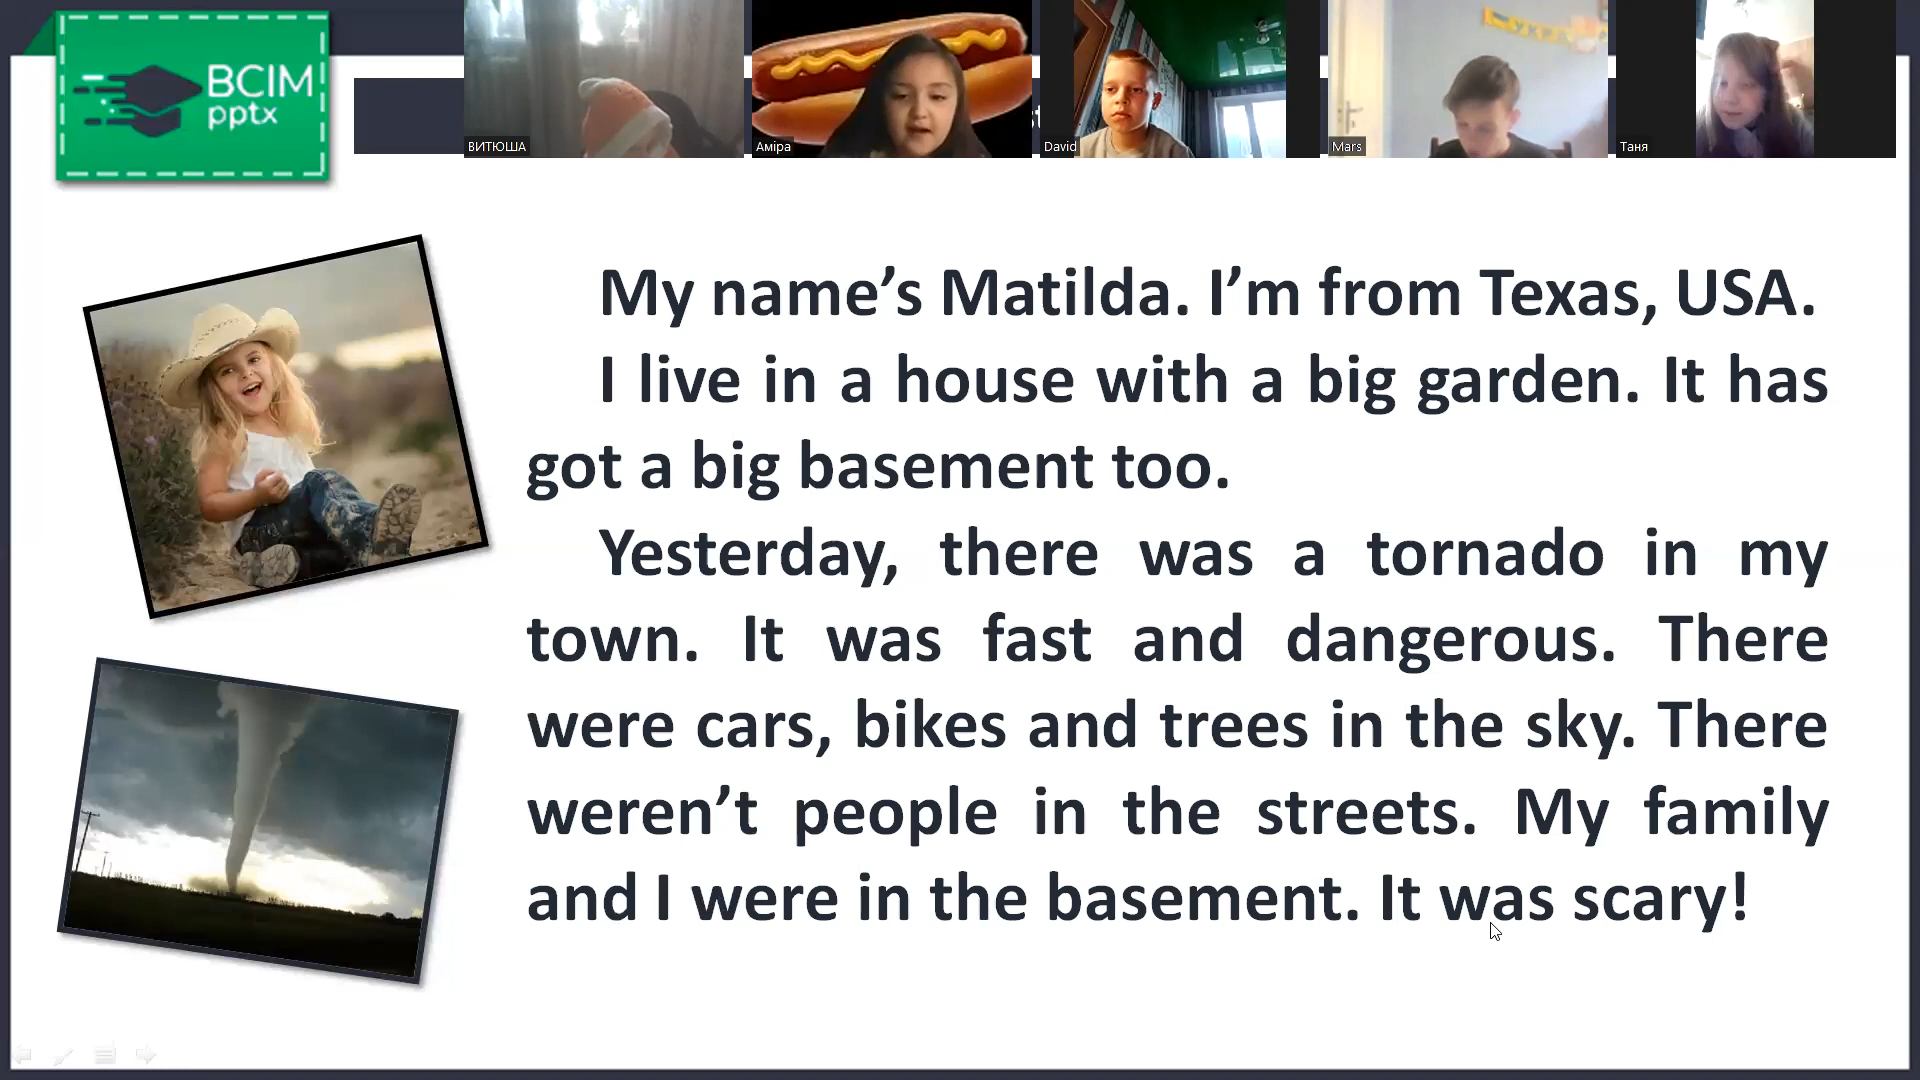 BCIM
pptx
ВИТЮША
Аміра
David
Mars
Таня
My name’s Matilda. I’m from Texas, USA.
I live in a house with a big garden. It has
got a big basement too.
Yesterday, there was a tornado in my
town. It was fast and dangerous. There
were cars, bikes and trees in the sky. There
weren’t people in the streets. My family
and I were in the basement. It was scary!